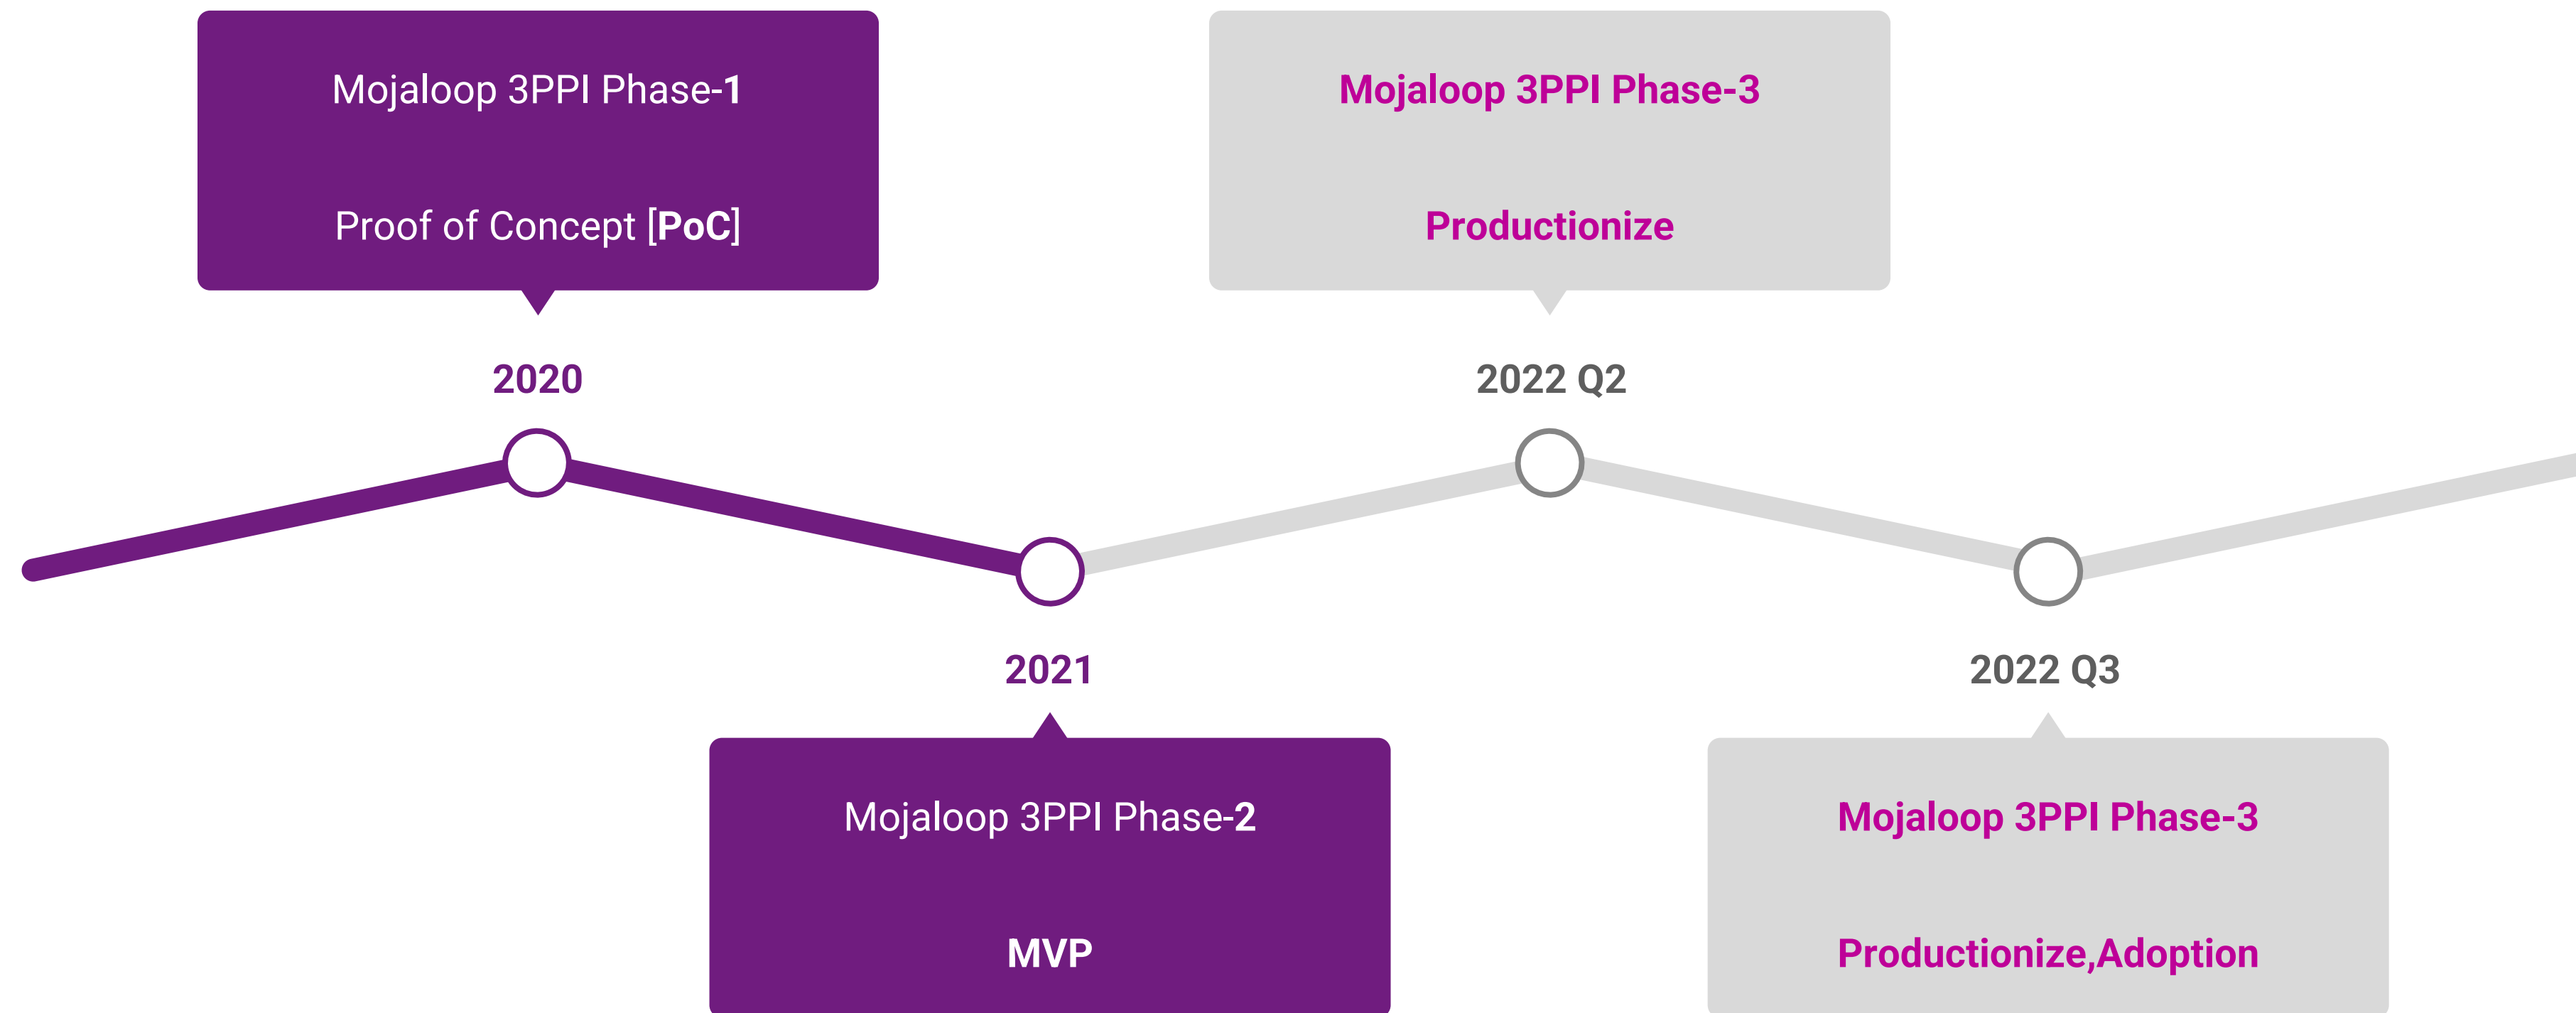 Mojaloop 3PPI Phase-1
Proof of Concept [PoC]
2020
2021
Mojaloop 3PPI Phase-2
MVP
Mojaloop 3PPI Phase-3
Productionize
2022 Q2
2022 Q3
Mojaloop 3PPI Phase-3
Productionize,Adoption